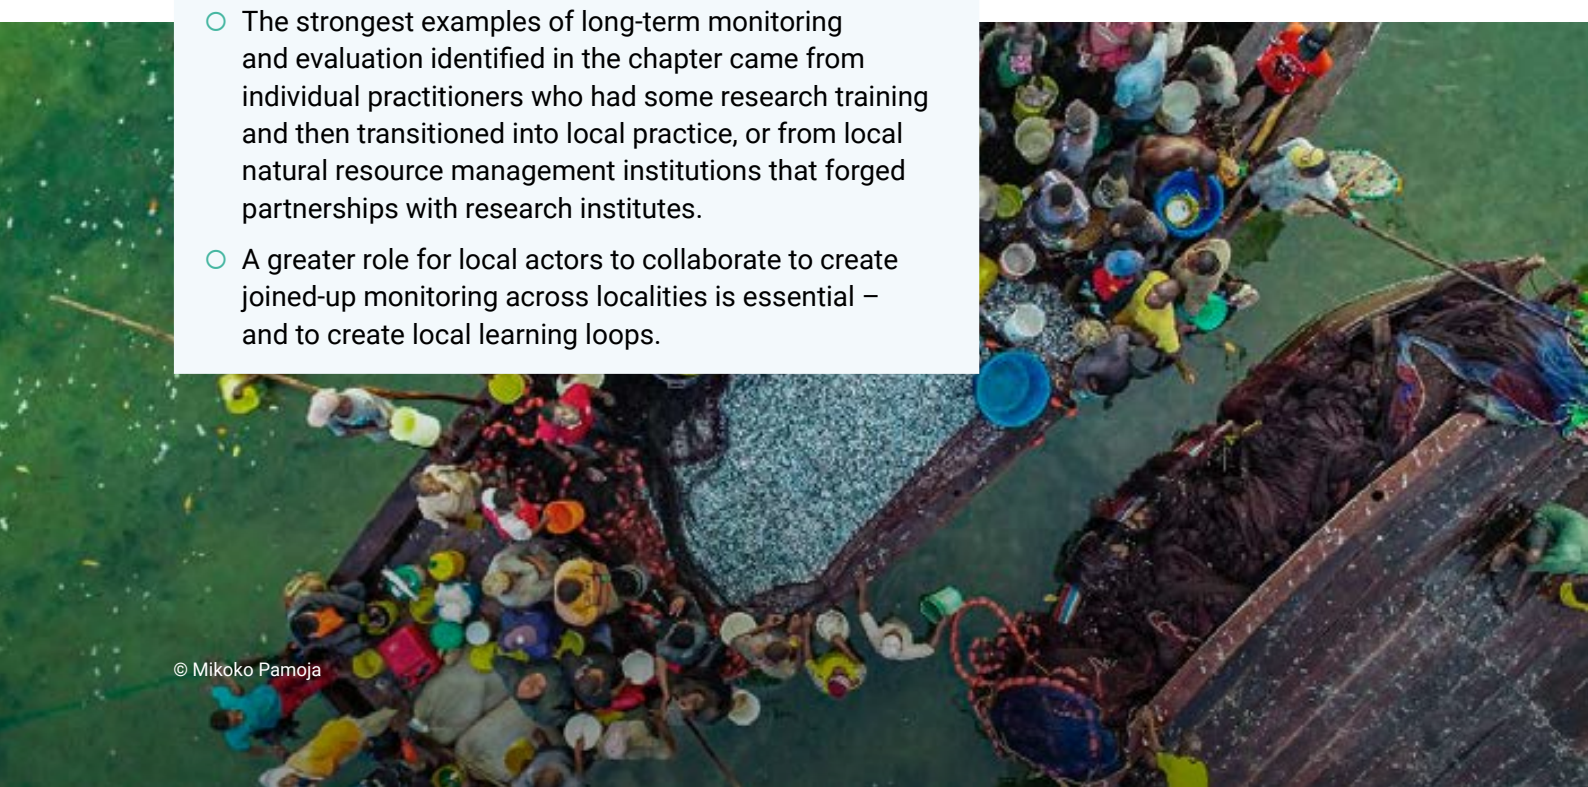 The strongest examples of long-term monitoring
and evaluation identified in the chapter came from
individual practitioners who had some research training
and then transitioned into local practice, or from local
natural resource management institutions that forged
partnerships with research institutes.
A greater role for local actors to collaborate to create
joined-up monitoring across localities is essential –
and to create local learning loops.
© Mikoko Pamoja